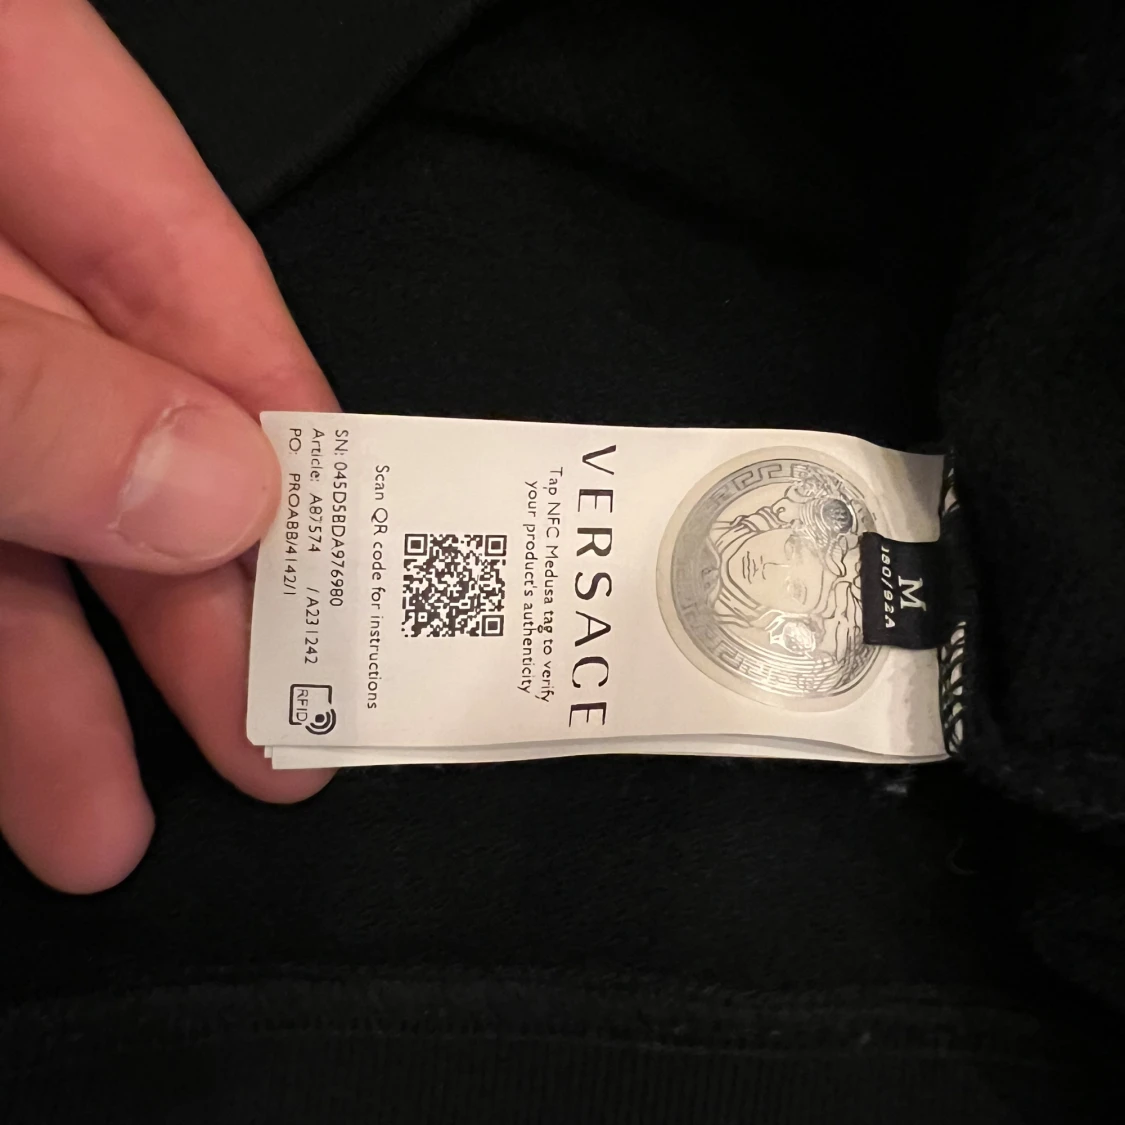 M
180/92A
VERSACE
Tap NFC Medusa tag to verify
your product's authenticity
Scan QR code for instructions
SN: 045D5BDA976980
Article: A87574 / A231242
PO: PROABB/4142/1
RFID